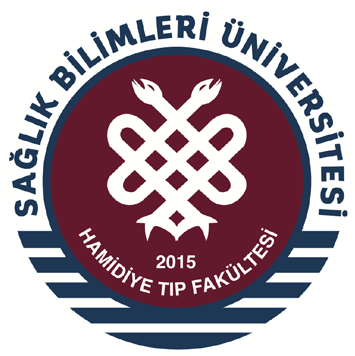 SAĞLIK BİLİMLERİ ÜNİVERSİTESİ
2015
HAMİDİYE TIP FAKÜLTESİ